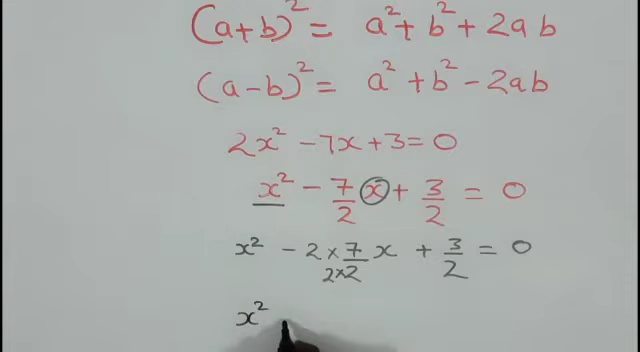 (a+b)² = a² + b² + 2ab
(a-b)² = a² + b² - 2ab
2x² - 7x + 3 = 0
x² - 7/2 x + 3/2 = 0
x² - 2 × 7/2×2 x + 3/2 = 0
x²